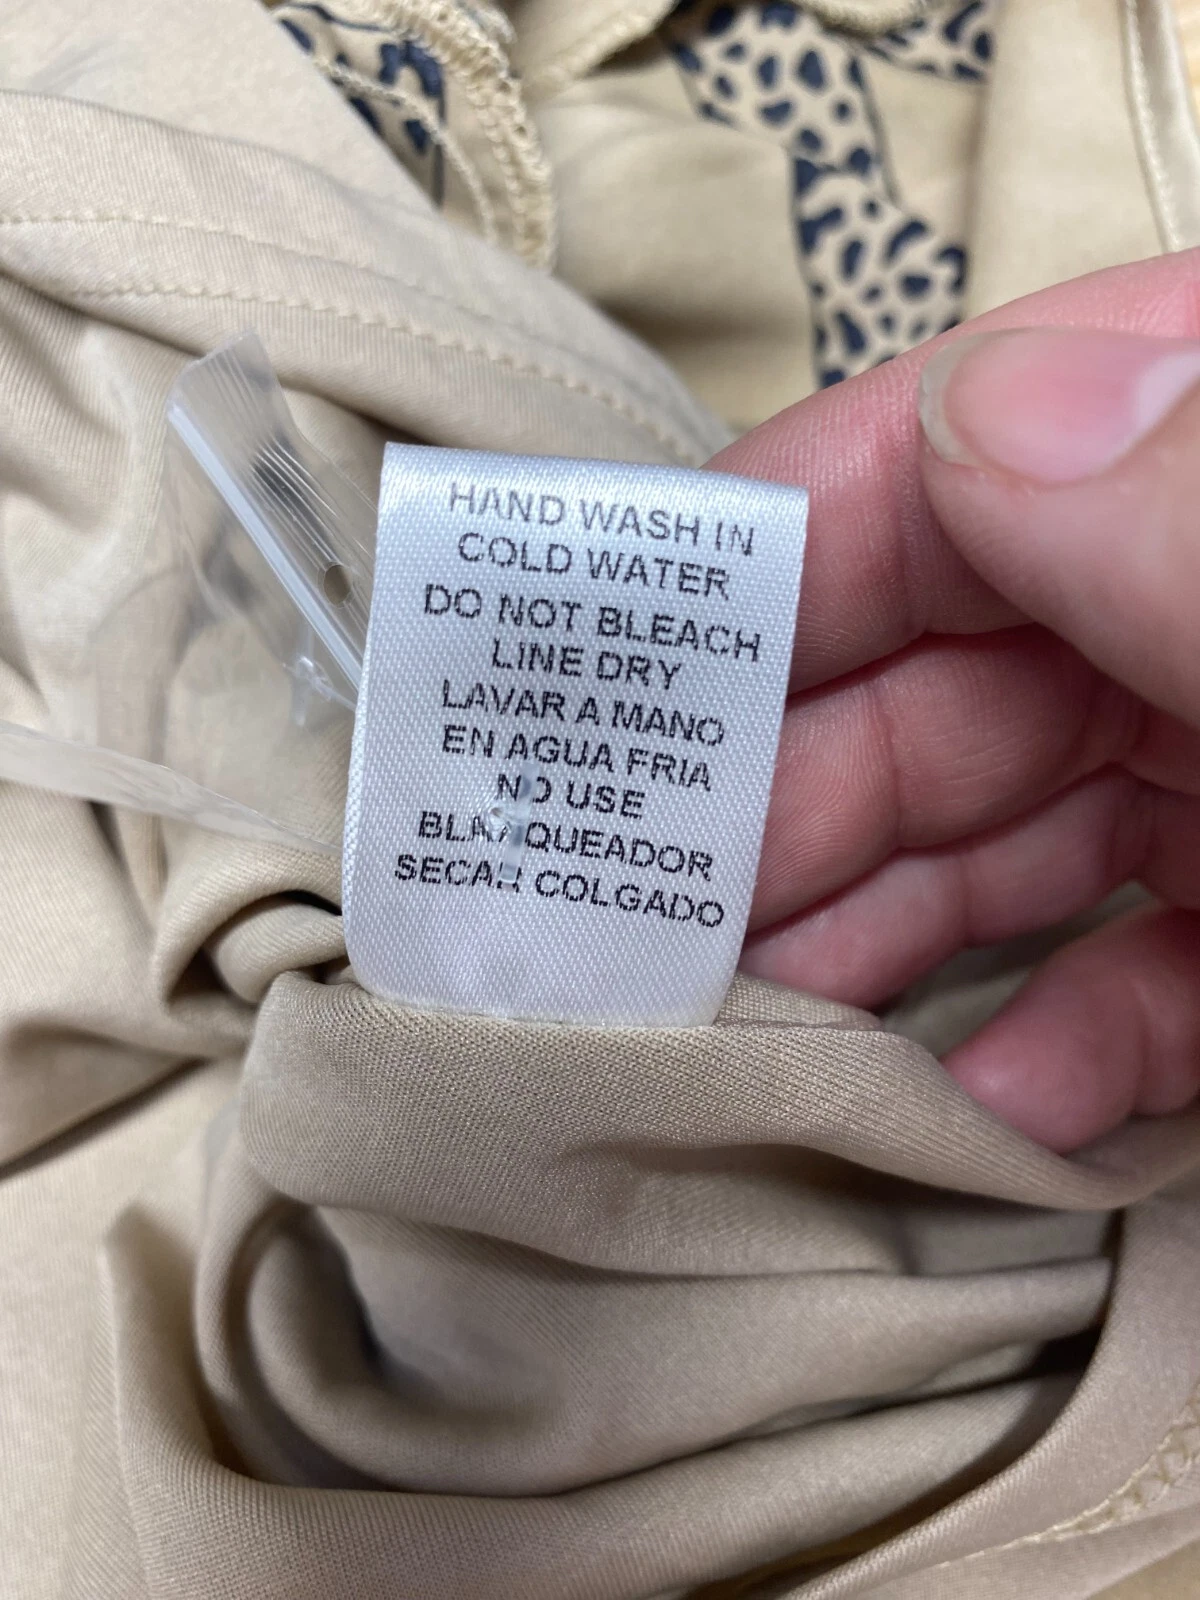 HAND WASH IN
COLD WATER
DO NOT BLEACH
LINE DRY
LAVAR A MANO
EN AGUA FRIA
NO USE
BLANQUEADOR
SECAR COLGADO